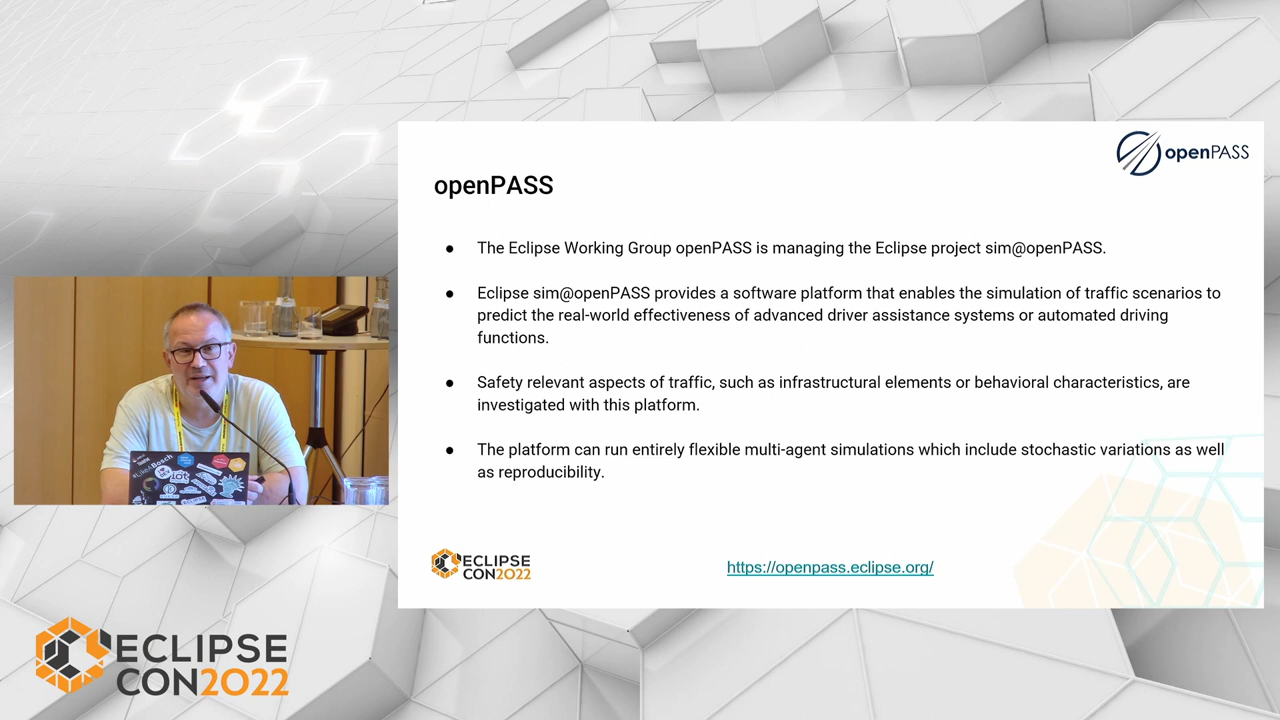 openPASS
openPASS
● The Eclipse Working Group openPASS is managing the Eclipse project sim@openPASS.
● Eclipse sim@openPASS provides a software platform that enables the simulation of traffic scenarios to
predict the real-world effectiveness of advanced driver assistance systems or automated driving
functions.
● Safety relevant aspects of traffic, such as infrastructural elements or behavioral characteristics, are
investigated with this platform.
● The platform can run entirely flexible multi-agent simulations which include stochastic variations as well
as reproducibility.
ECLIPSE
CON2022
https://openpass.eclipse.org/
#LikeABosch
IoT
ECLIPSE
CON2022